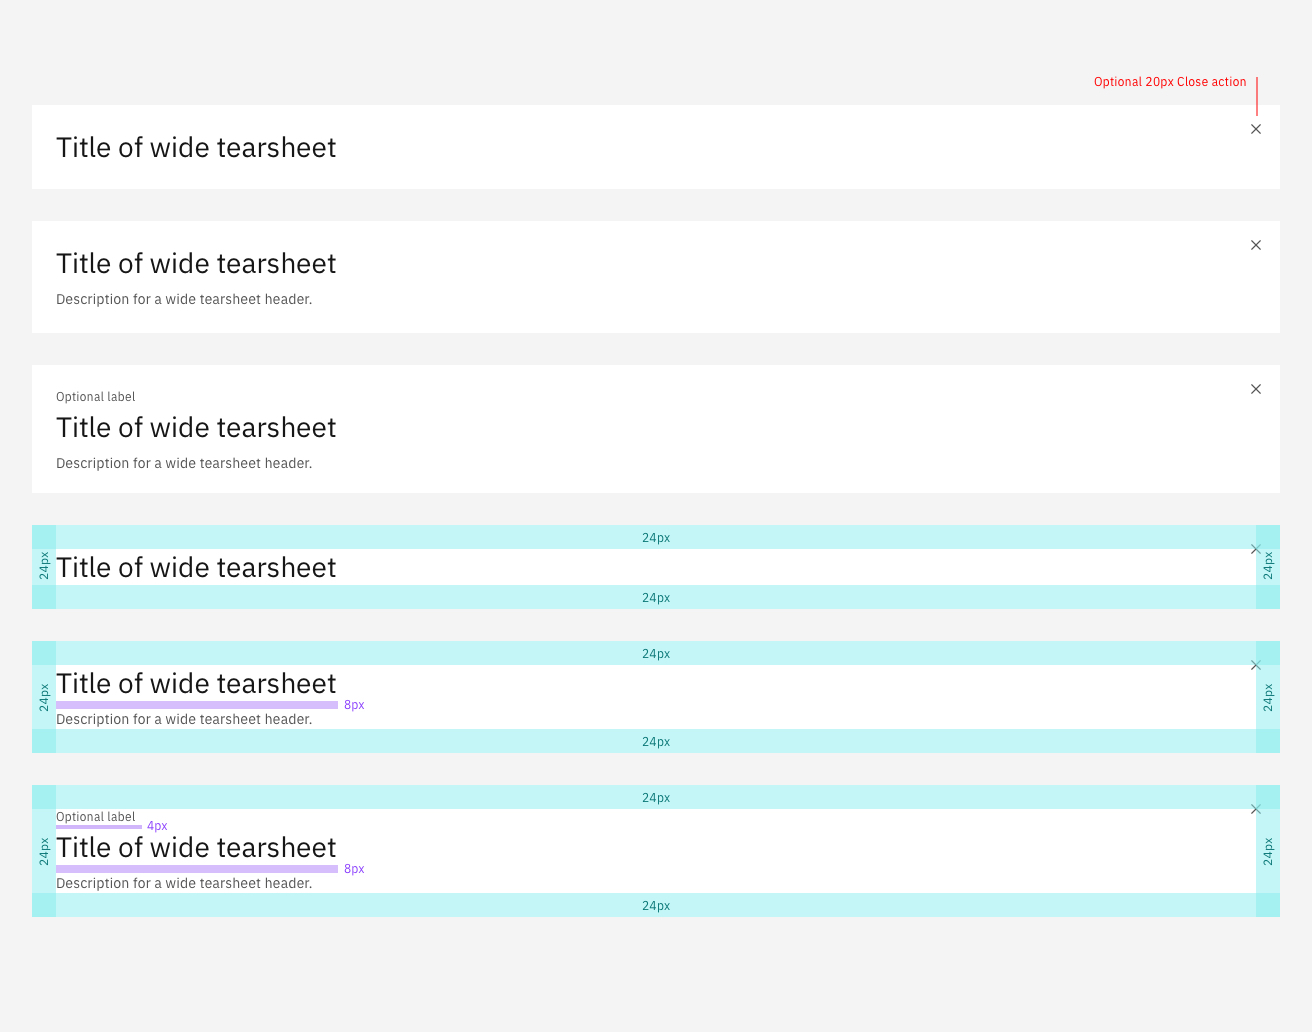 Optional 20px Close action
Title of wide tearsheet
Title of wide tearsheet
Description for a wide tearsheet header.
Optional label
Title of wide tearsheet
Description for a wide tearsheet header.
24px
24px
Title of wide tearsheet
24px
24px
24px
24px
Title of wide tearsheet
8px
24px
Description for a wide tearsheet header.
24px
24px
Optional label
4px
24px
Title of wide tearsheet
24px
8px
Description for a wide tearsheet header.
24px